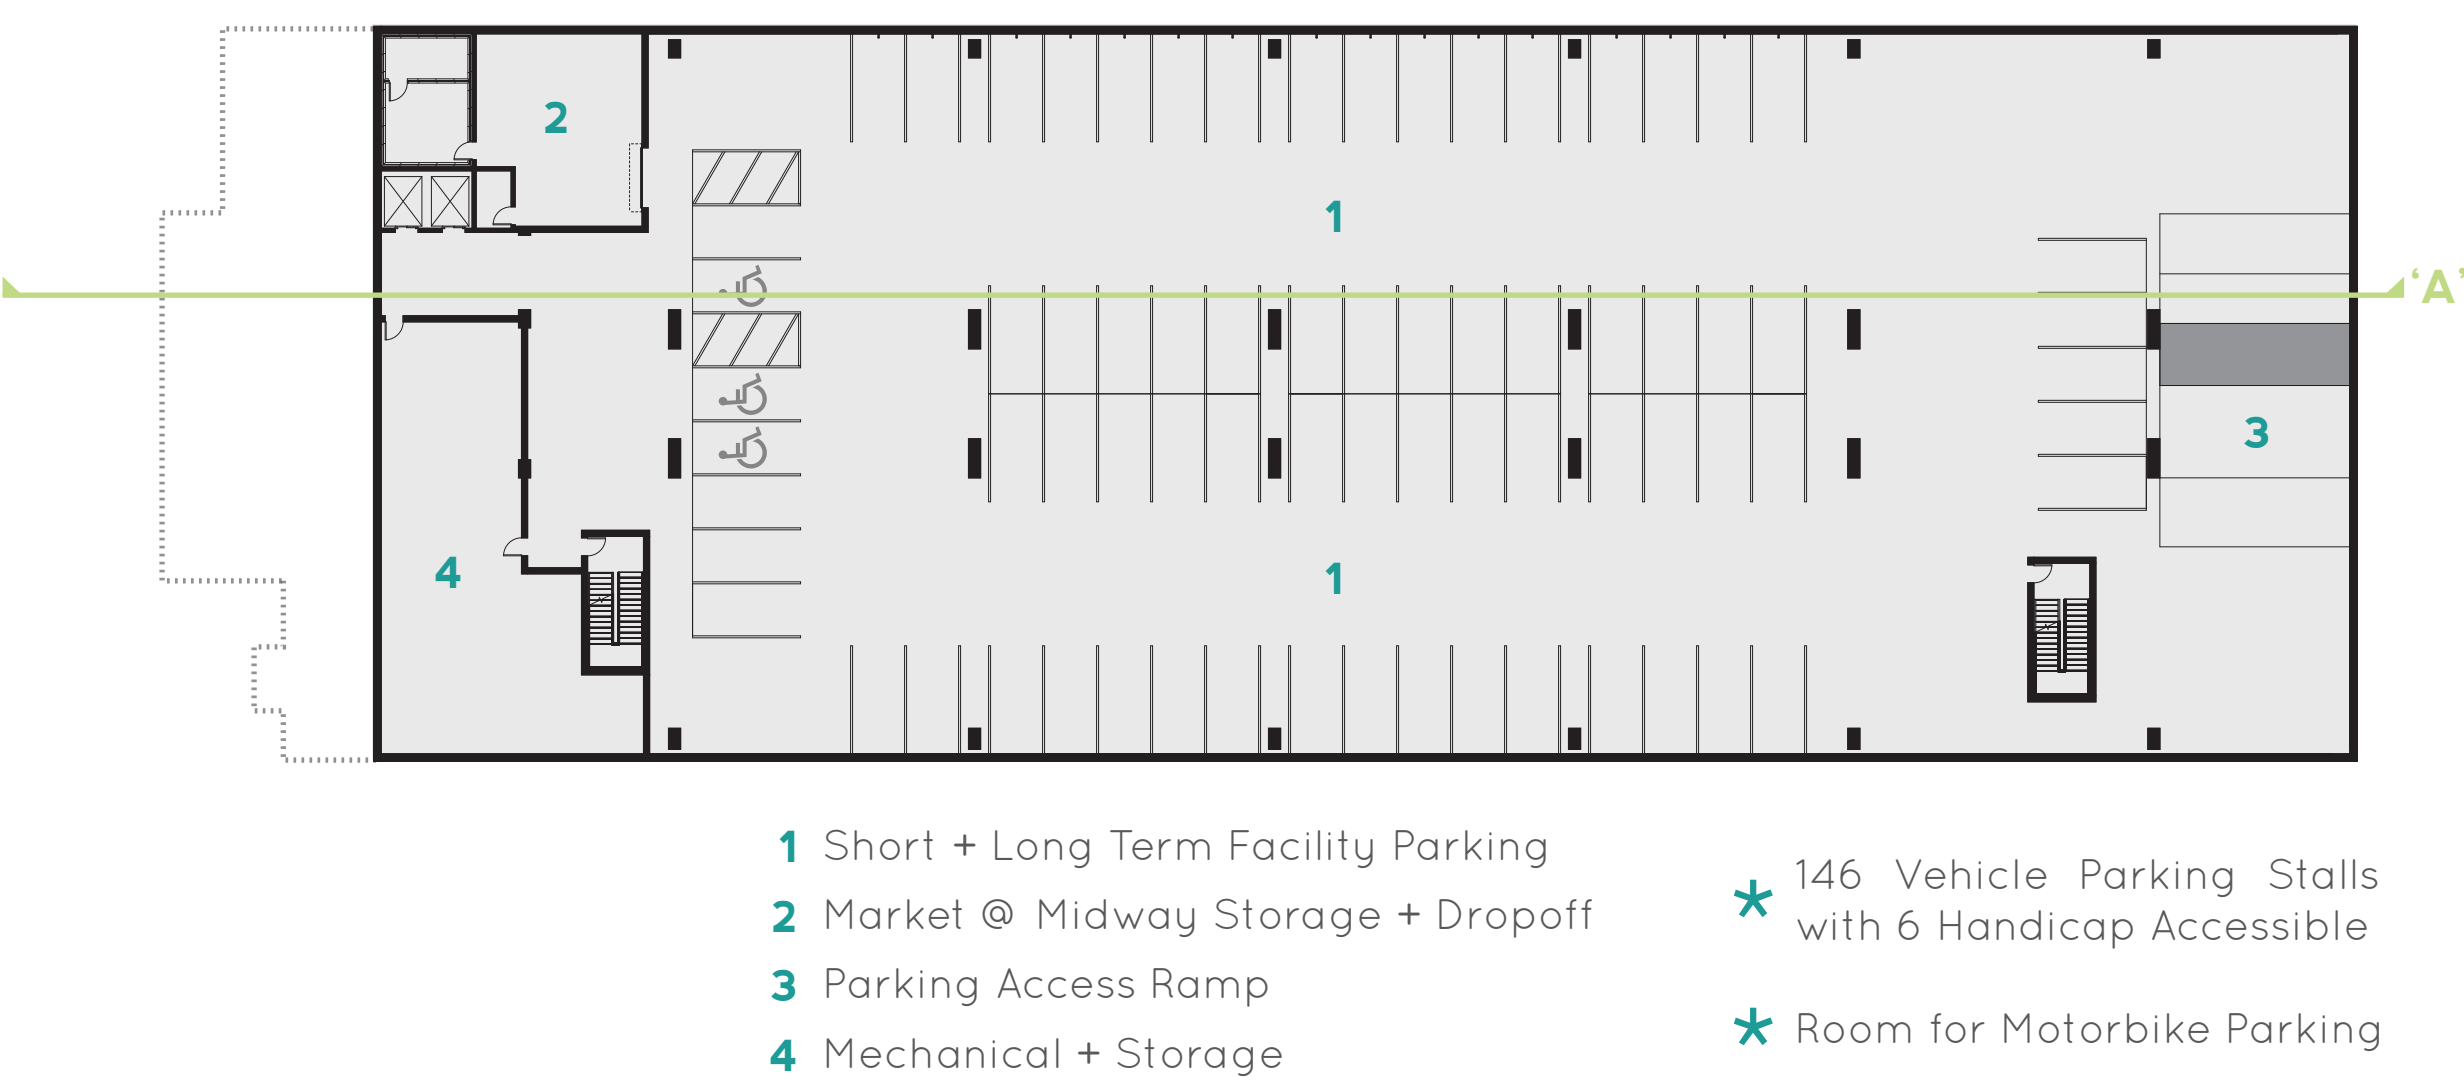 2
1
‘A’
3
4
1
1 Short + Long Term Facility Parking
2 Market @ Midway Storage + Dropoff
3 Parking Access Ramp
4 Mechanical + Storage
* 146 Vehicle Parking Stalls
with 6 Handicap Accessible
* Room for Motorbike Parking